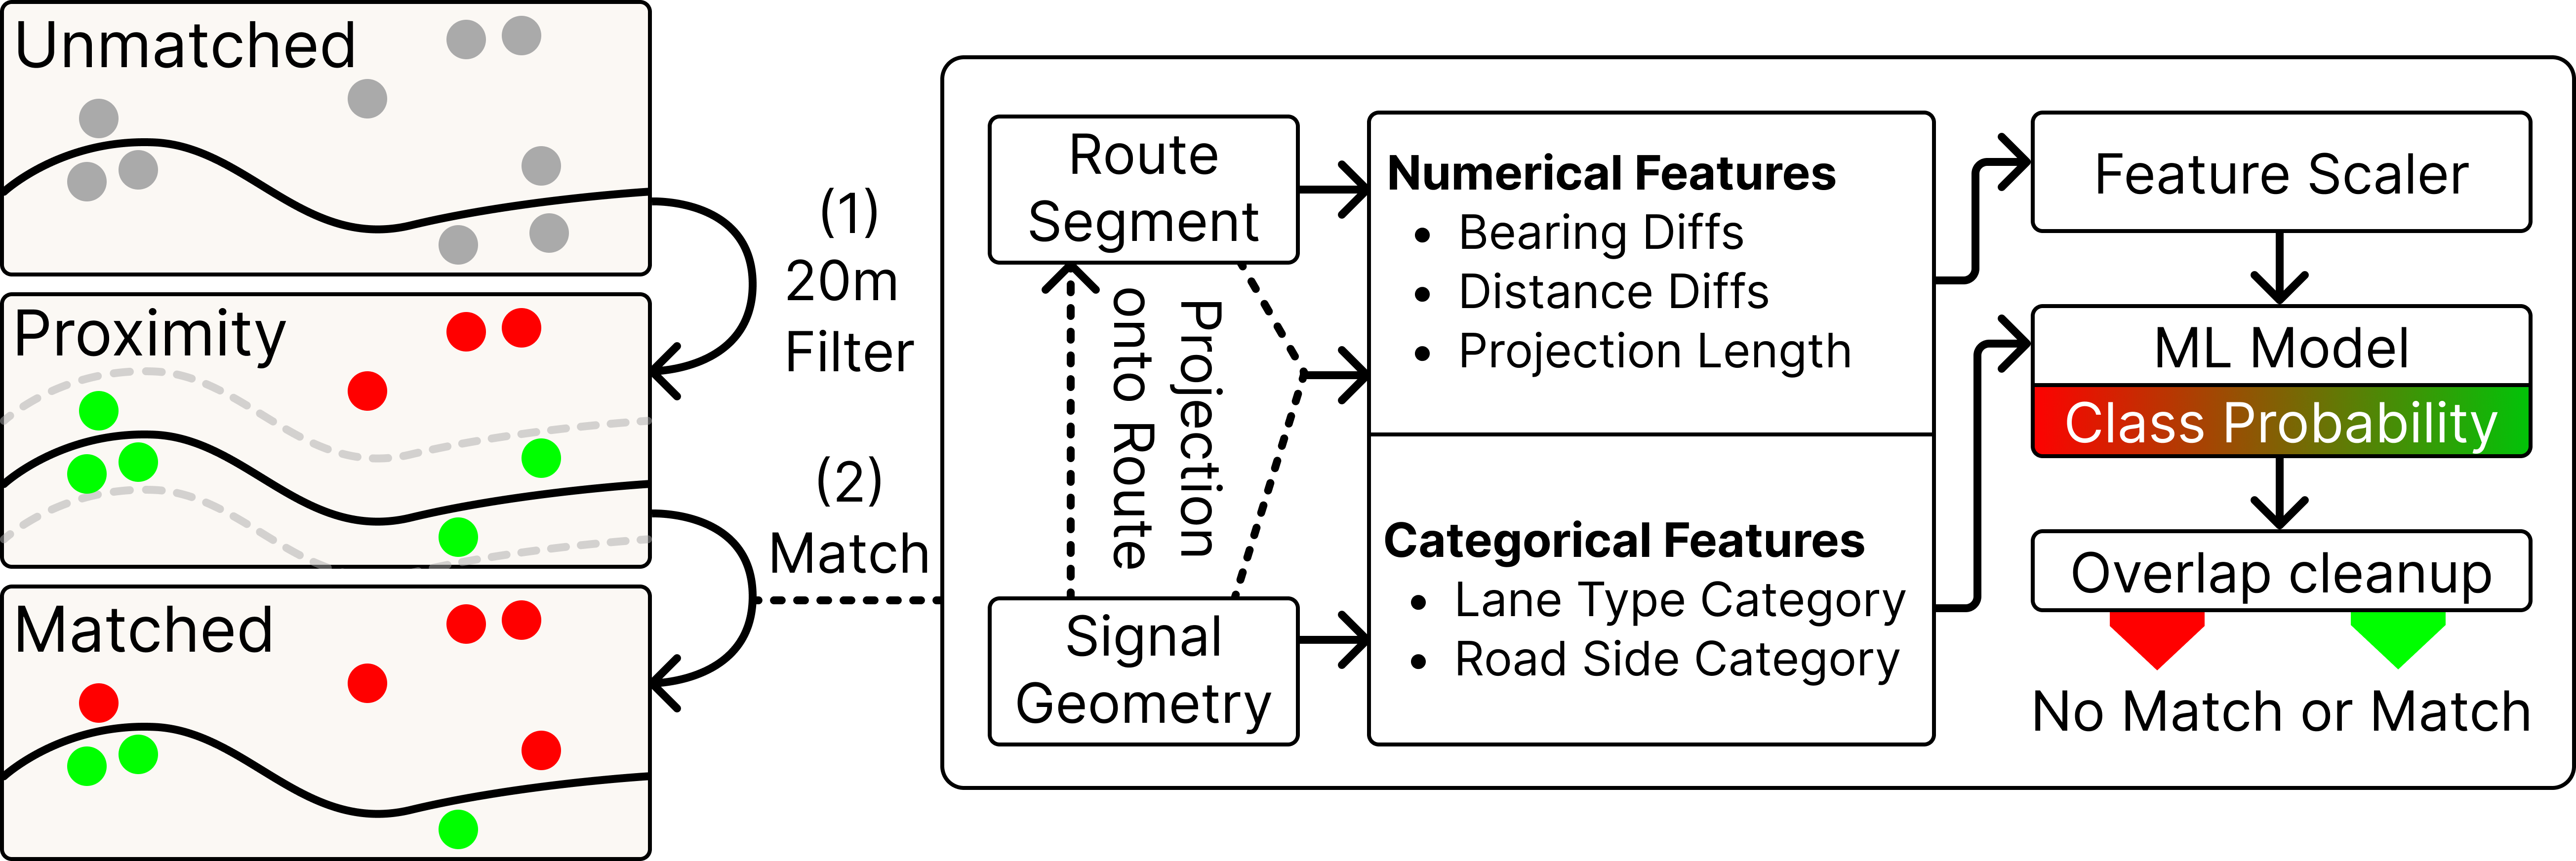 Unmatched
(1)
20m
Filter
Proximity
(2)
Match
Matched
Route
Segment
Projection
onto Route
Signal
Geometry
Numerical Features
• Bearing Diffs
• Distance Diffs
• Projection Length
Categorical Features
• Lane Type Category
• Road Side Category
Feature Scaler
ML Model
Class Probability
Overlap cleanup
No Match or Match